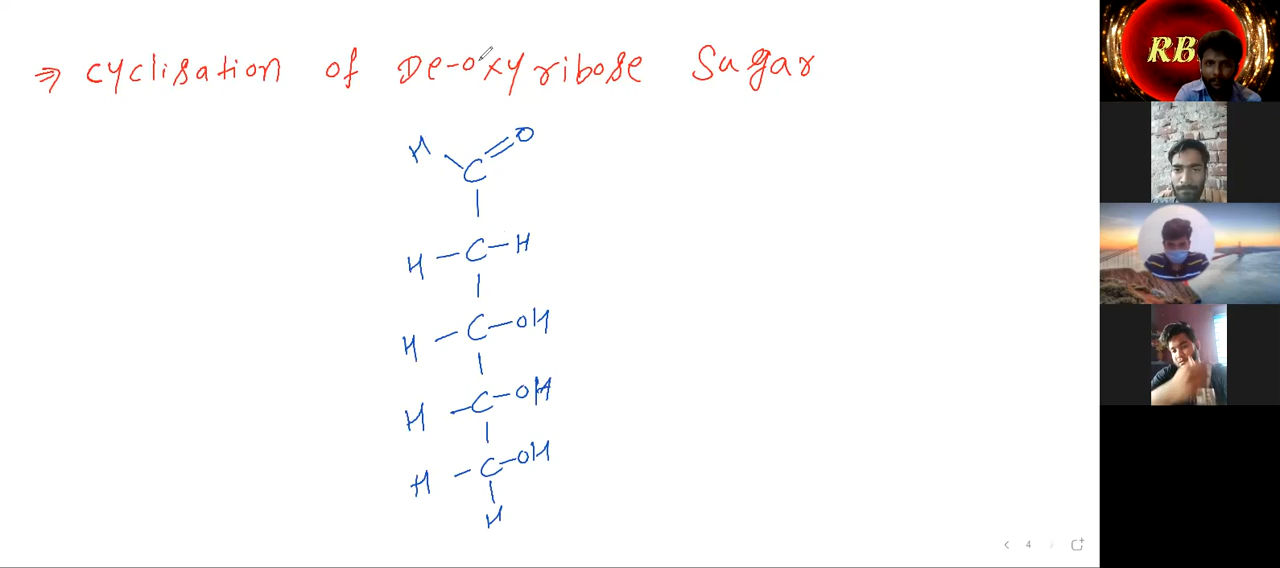 ⇒ Cyclisation of De-oxyribose Sugar
RB
H O
C
H - C - H
H - C - OH
H - C - OH
H - C - OH
H
< 4 >